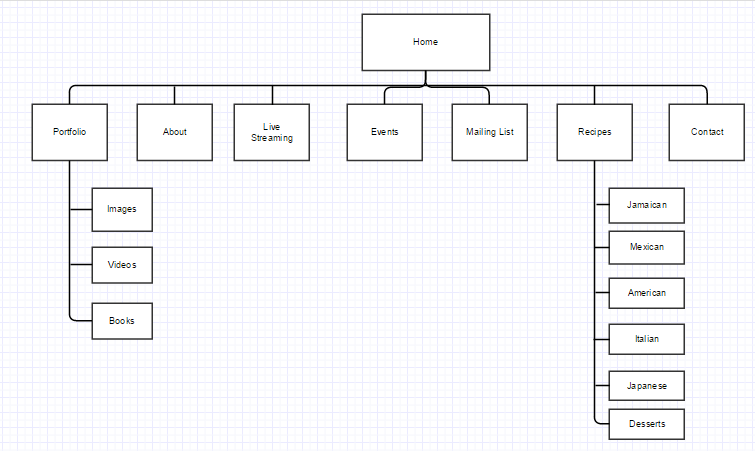 Home
Portfolio
About
Live
Streaming
Events
Mailing List
Recipes
Contact
Images
Videos
Books
Jamaican
Mexican
American
Italian
Japanese
Desserts